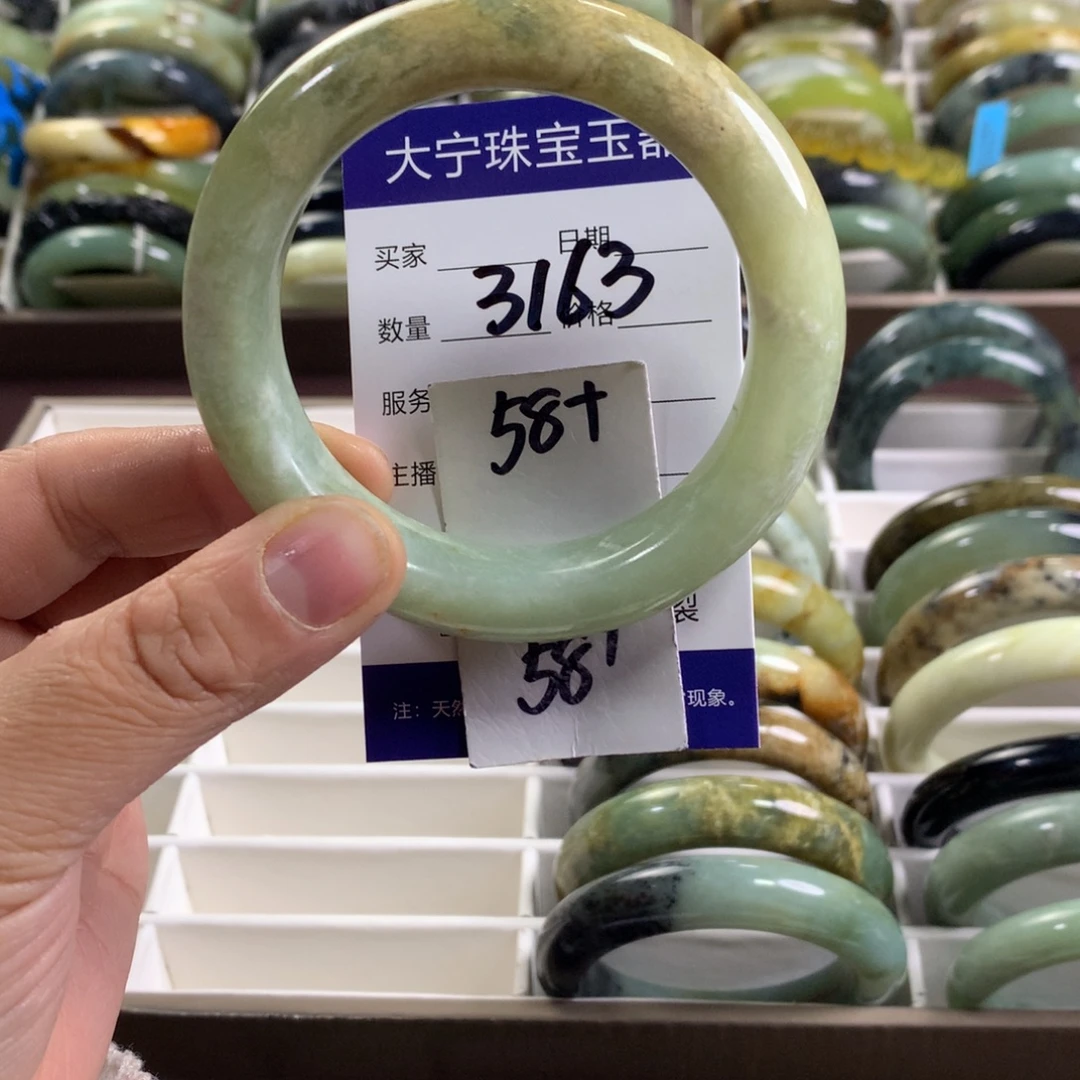 大宁珠宝玉器
买家 日期
3163
数量 价格
服务
58+
主播
裂
58+
注：天然 现象。